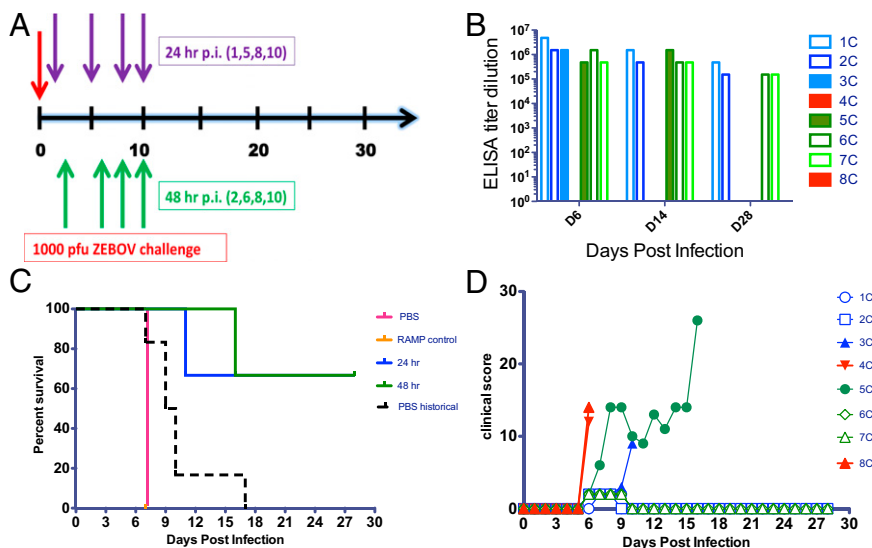 A
24 hr p.i. (1,5,8,10)
0
10
20
30
48 hr p.i. (2,6,8,10)
1000 pfu ZEBOV challenge
B
ELISA titer dilution
10^7
10^6
10^5
10^4
10^3
10^2
10^1
10^0
D6
D14
D28
Days Post Infection
1C
2C
3C
4C
5C
6C
7C
8C
C
Percent survival
100
80
60
40
20
0
0 3 6 9 12 15 18 21 24 27 30
Days Post Infection
PBS
RAMP control
24 hr
48 hr
PBS historical
D
clinical score
30
20
10
0
0 3 6 9 12 15 18 21 24 27 30
Days Post Infection
1C
2C
3C
4C
5C
6C
7C
8C